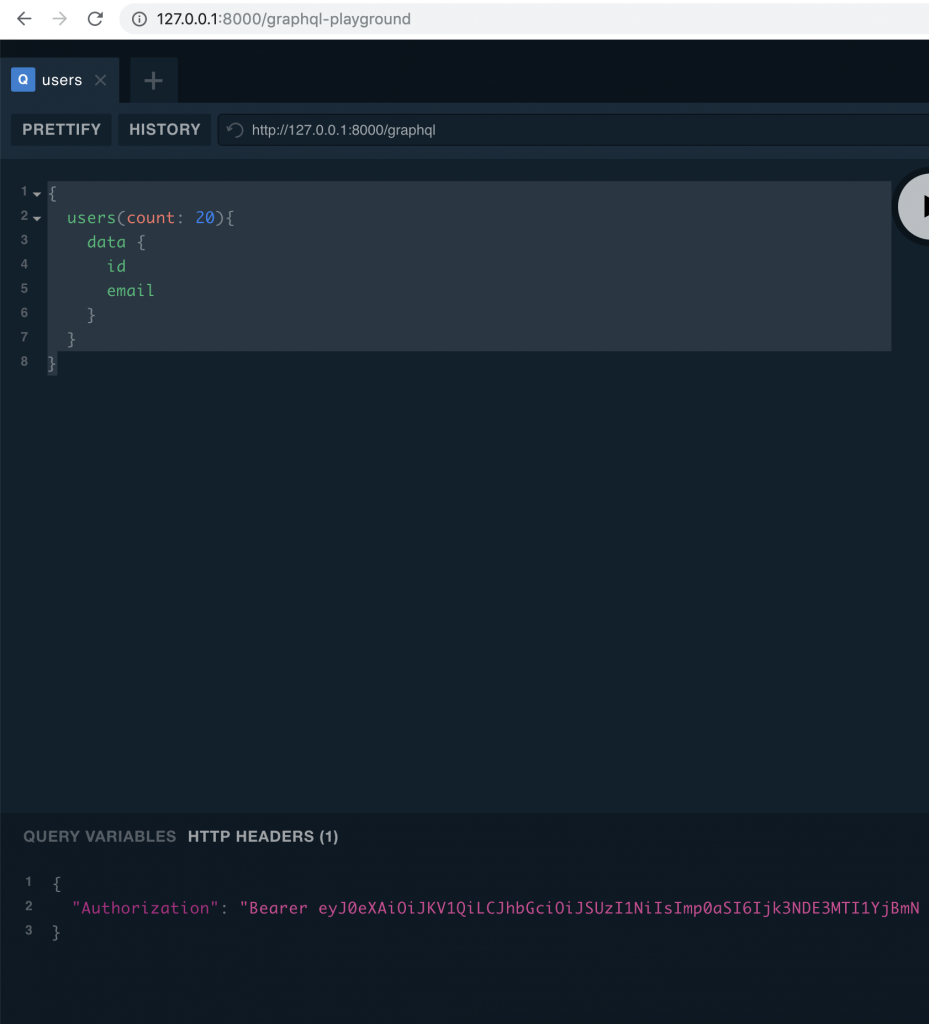 127.0.0.1:8000/graphql-playground
Q users
PRETTIFY HISTORY http://127.0.0.1:8000/graphql
1 {
2 users(count: 20){
3 data {
4 id
5 email
6 }
7 }
8 }
QUERY VARIABLES HTTP HEADERS (1)
1 {
2 "Authorization": "Bearer eyJ0eXAiOiJKV1QiLCJhbGciOiJSUzI1NiIsImp0aSI6Ijk3NDE3MTI1YjBmN
3 }